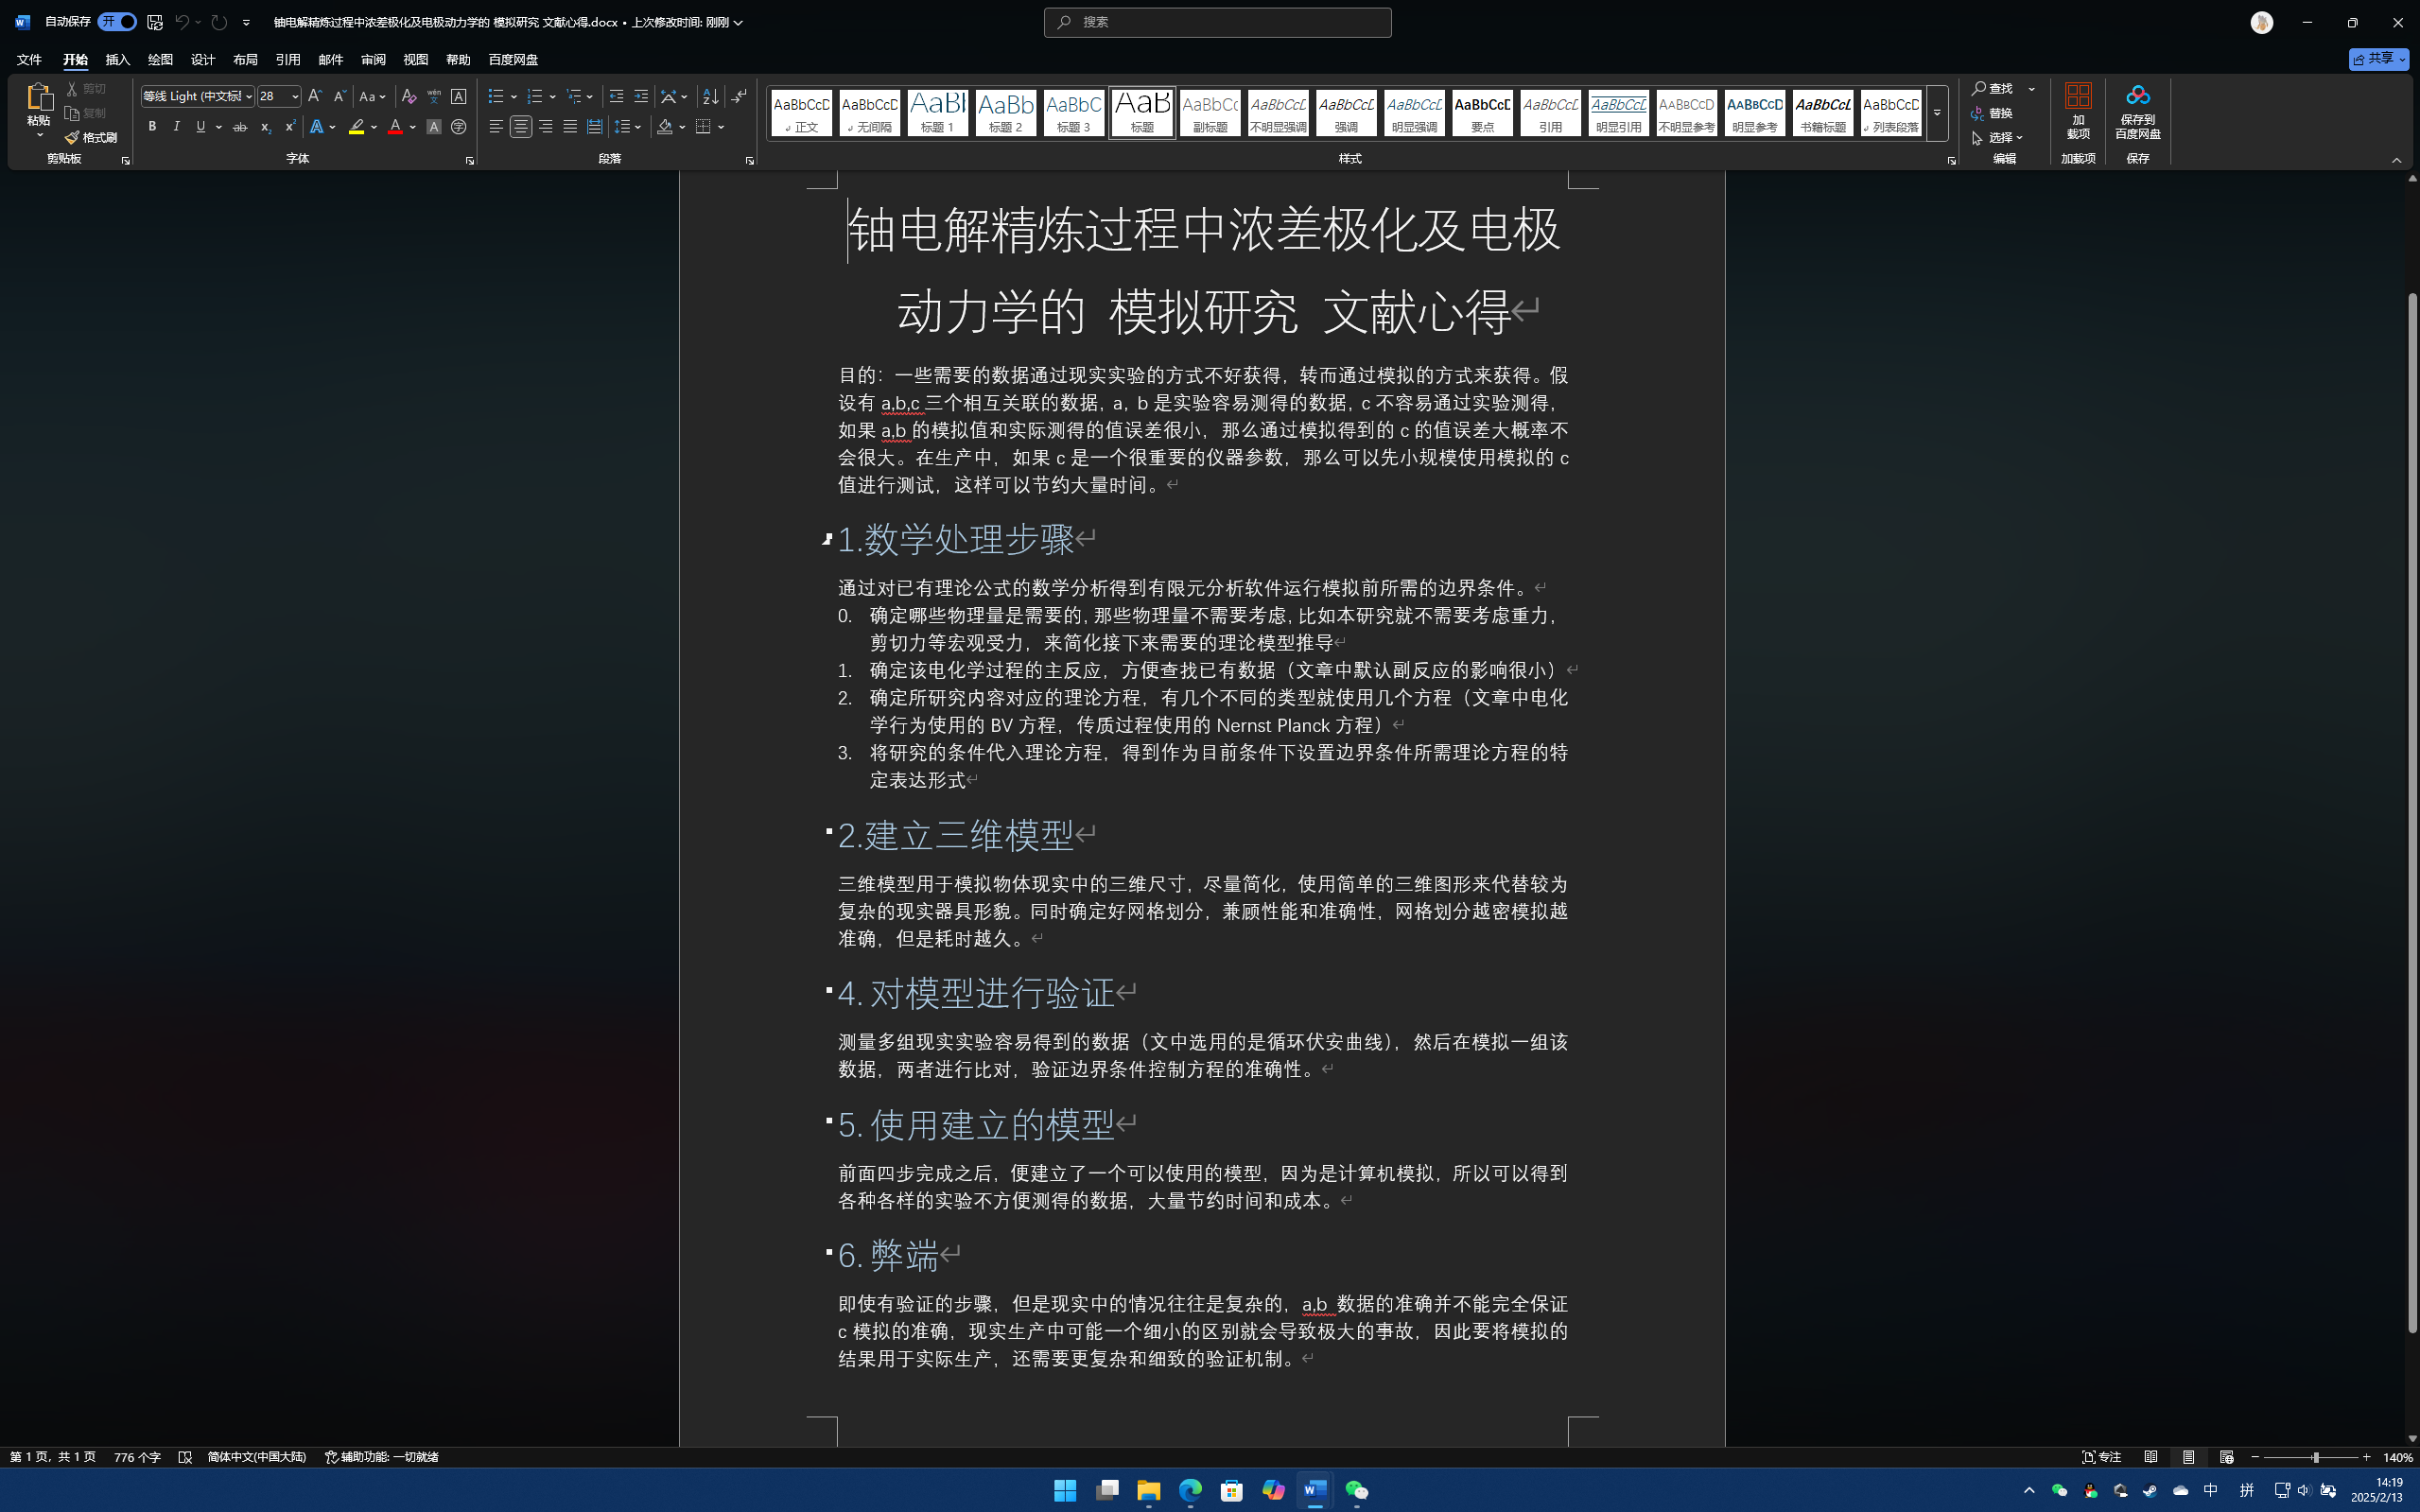 自动保存 开 铀电解精炼过程中浓差极化及电极动力学的 模拟研究 文献心得.docx • 上次修改时间: 刚刚
搜索
文件 开始 插入 绘图 设计 布局 引用 邮件 审阅 视图 帮助 百度网盘
共享
粘贴
剪切
复制
格式刷
剪贴板
等线 Light (中文标题 28
字体
段落
AaBbCcD AaBbCcD AaBl AaBb AaBbC AaB AaBbCc AaBbCcL AaBbCcL AaBbCcL AaBbCcD AaBbCcL AaBbCcL AaBbCcD AaBbCcD AaBbCcL AaBbCcD
正文 无间隔 标题 1 标题 2 标题 3 标题 副标题 不明显强调 强调 明显强调 要点 引用 明显引用 不明显参考 明显参考 书籍标题 列表段落
样式
查找
替换
选择
编辑
加
载项
加载项
保存到
百度网盘
保存
铀电解精炼过程中浓差极化及电极
动力学的 模拟研究 文献心得
目的：一些需要的数据通过现实实验的方式不好获得，转而通过模拟的方式来获得。假
设有 a,b,c 三个相互关联的数据, a，b 是实验容易测得的数据, c 不容易通过实验测得，
如果 a,b 的模拟值和实际测得的值误差很小，那么通过模拟得到的 c 的值误差大概率不
会很大。在生产中，如果 c 是一个很重要的仪器参数，那么可以先小规模使用模拟的 c
值进行测试，这样可以节约大量时间。
1.数学处理步骤
通过对已有理论公式的数学分析得到有限元分析软件运行模拟前所需的边界条件。
0. 确定哪些物理量是需要的,那些物理量不需要考虑,比如本研究就不需要考虑重力，
剪切力等宏观受力，来简化接下来需要的理论模型推导
1. 确定该电化学过程的主反应，方便查找已有数据（文章中默认副反应的影响很小）
2. 确定所研究内容对应的理论方程，有几个不同的类型就使用几个方程（文章中电化
学行为使用的 BV 方程，传质过程使用的 Nernst Planck 方程）
3. 将研究的条件代入理论方程，得到作为目前条件下设置边界条件所需理论方程的特
定表达形式
2.建立三维模型
三维模型用于模拟物体现实中的三维尺寸，尽量简化，使用简单的三维图形来代替较为
复杂的现实器具形貌。同时确定好网格划分，兼顾性能和准确性，网格划分越密模拟越
准确，但是耗时越久。
4. 对模型进行验证
测量多组现实实验容易得到的数据（文中选用的是循环伏安曲线），然后在模拟一组该
数据，两者进行比对，验证边界条件控制方程的准确性。
5. 使用建立的模型
前面四步完成之后，便建立了一个可以使用的模型，因为是计算机模拟，所以可以得到
各种各样的实验不方便测得的数据，大量节约时间和成本。
6. 弊端
即使有验证的步骤，但是现实中的情况往往是复杂的，a,b 数据的准确并不能完全保证
c 模拟的准确，现实生产中可能一个细小的区别就会导致极大的事故，因此要将模拟的
结果用于实际生产，还需要更复杂和细致的验证机制。
第 1 页，共 1 页 776 个字 简体中文(中国大陆) 辅助功能: 一切就绪
专注
140%
中 拼
14:19
2025/2/13